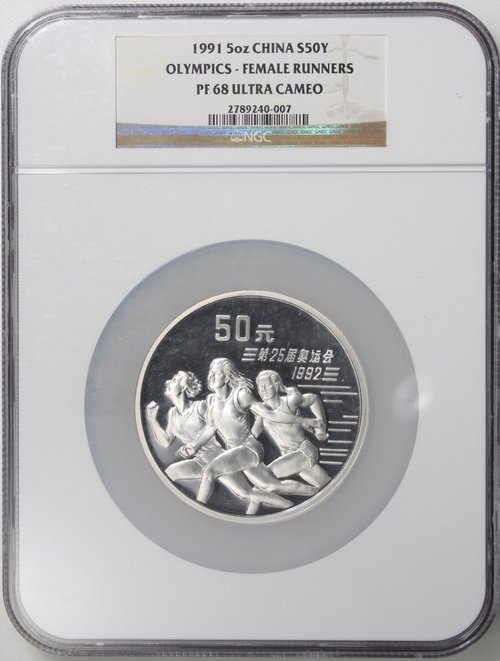 1991 5oz CHINA S50Y
OLYMPICS - FEMALE RUNNERS
PF 68 ULTRA CAMEO
2789240-007
NGC
50元
第25届奥运会
1992